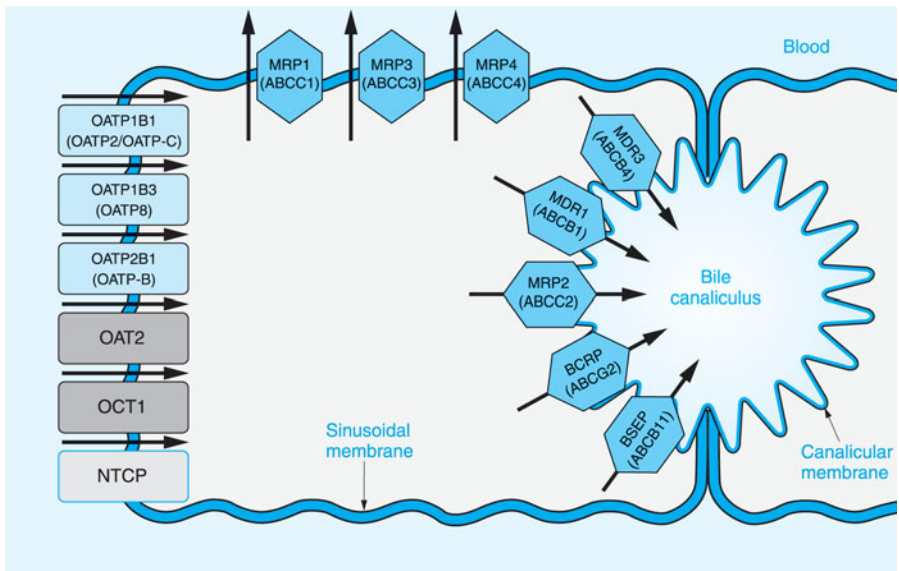 MRP1
(ABCC1)
MRP3
(ABCC3)
MRP4
(ABCC4)
Blood
OATP1B1
(OATP2/OATP-C)
OATP1B3
(OATP8)
OATP2B1
(OATP-B)
OAT2
OCT1
NTCP
MDR3
(ABCB4)
MDR1
(ABCB1)
MRP2
(ABCC2)
BCRP
(ABCG2)
BSEP
(ABCB11)
Bile
canaliculus
Sinusoidal
membrane
Canalicular
membrane